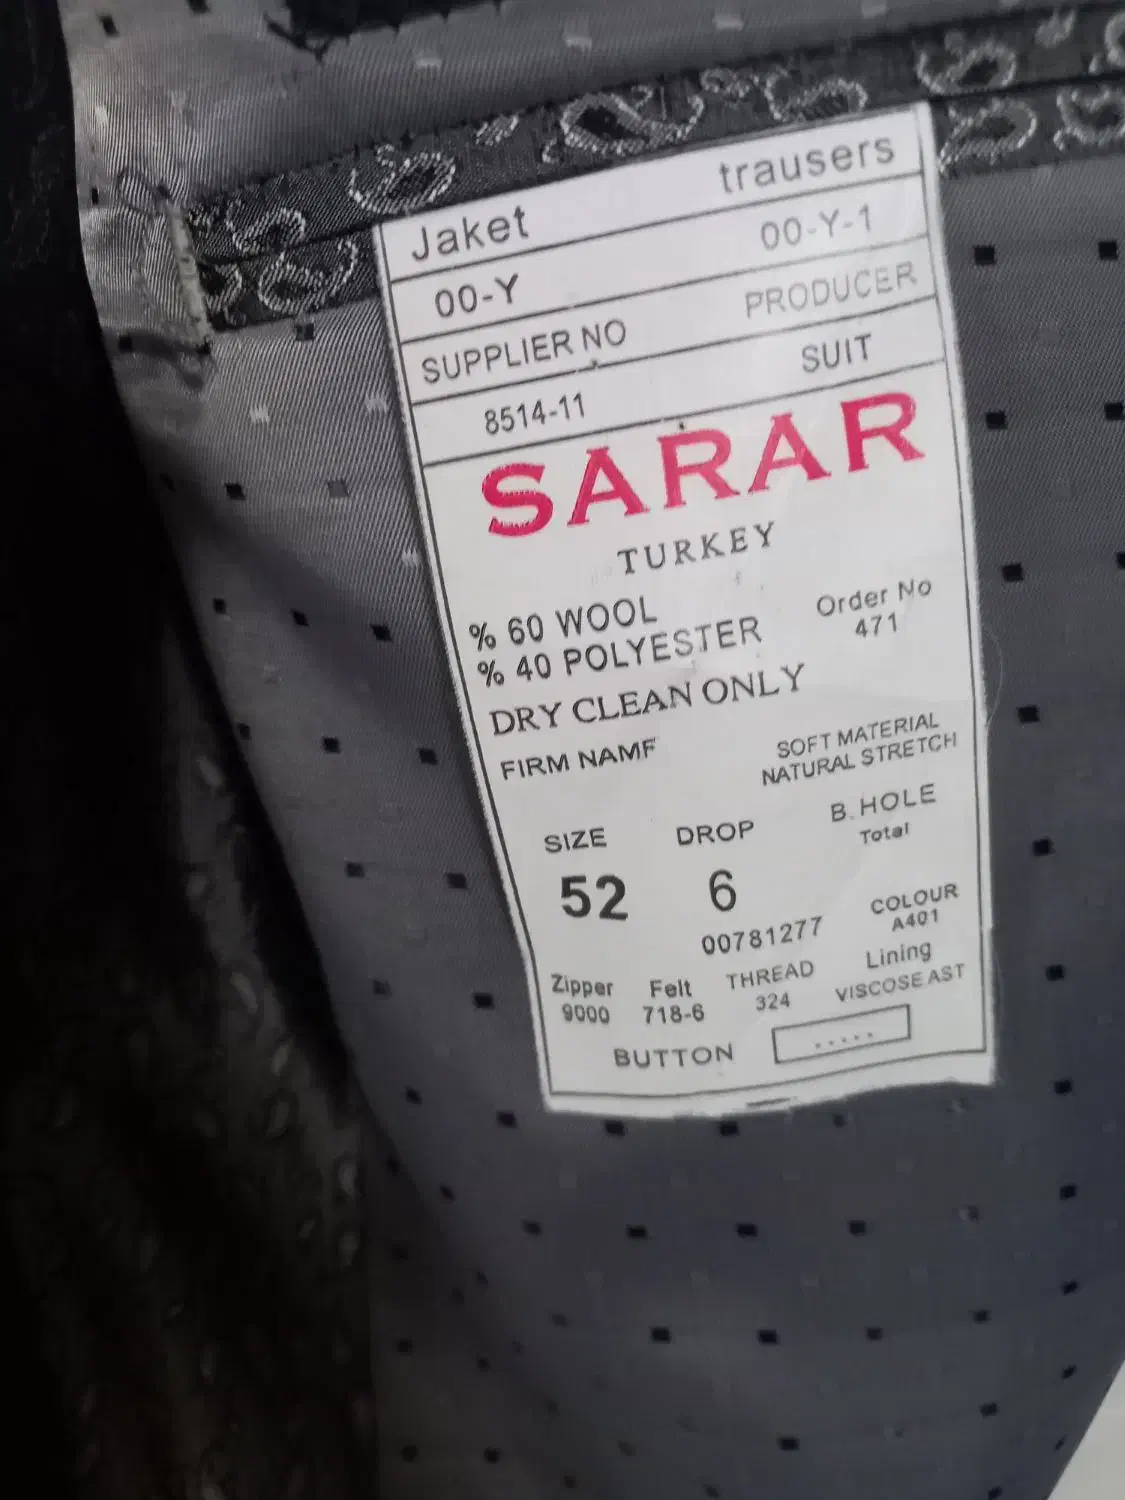 Jaket trausers
00-Y 00-Y-1
SUPPLIER NO PRODUCER
8514-11 SUIT
SARAR
TURKEY
% 60 WOOL
% 40 POLYESTER
Order No
471
DRY CLEAN ONLY
FIRM NAMF
SOFT MATERIAL
NATURAL STRETCH
SIZE DROP B. HOLE
Total
52 6
00781277
COLOUR
A401
Zipper Felt THREAD Lining
9000 718-6 324 VISCOSE AST
BUTTON .....